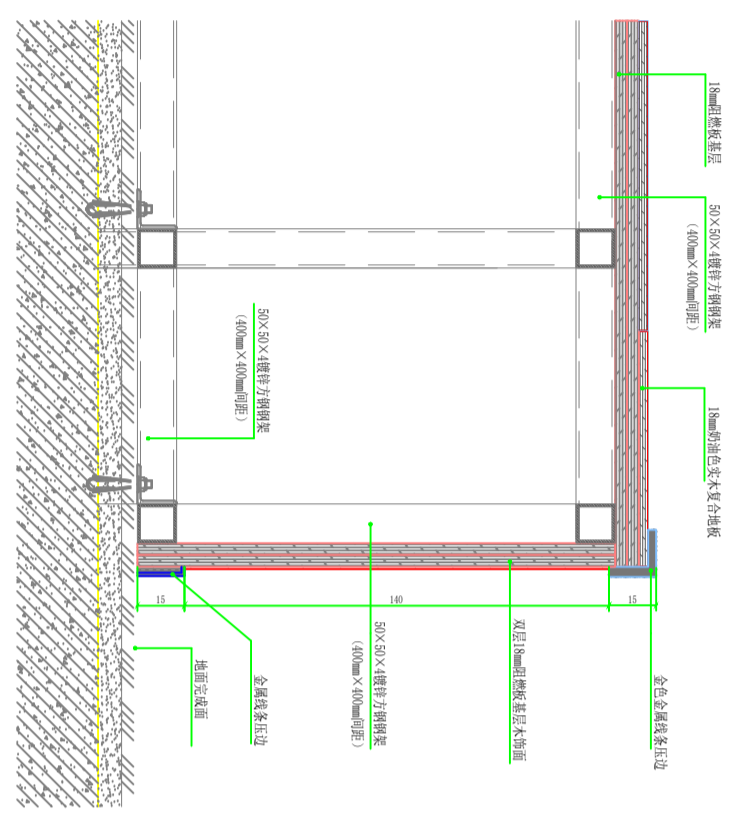 18mm阻燃板基层
50×50×4镀锌方钢钢架
(400mm×400mm间距)
18mm奶油色实木复合地板
50×50×4镀锌方钢钢架
(400mm×400mm间距)
15
140
15
金色金属线条压边
双层18mm阻燃板基层木饰面
50×50×4镀锌方钢钢架
(400mm×400mm间距)
金属线条压边
地面完成面